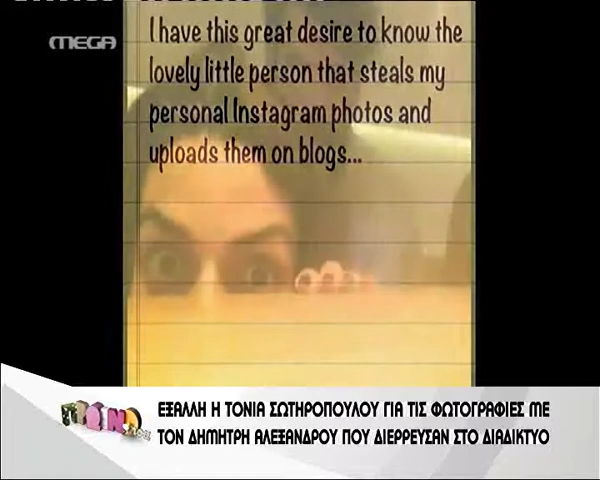 MEGA
I have this great desire to know the
lovely little person that steals my
personal Instagram photos and
uploads them on blogs...
ΠΡΩΙΝΟ
ΕΞΑΛΛΗ Η ΤΟΝΙΑ ΣΩΤΗΡΟΠΟΥΛΟΥ ΓΙΑ ΤΙΣ ΦΩΤΟΓΡΑΦΙΕΣ ΜΕ
ΤΟΝ ΔΗΜΗΤΡΗ ΑΛΕΞΑΝΔΡΟΥ ΠΟΥ ΔΙΕΡΡΕΥΣΑΝ ΣΤΟ ΔΙΑΔΙΚΤΥΟ